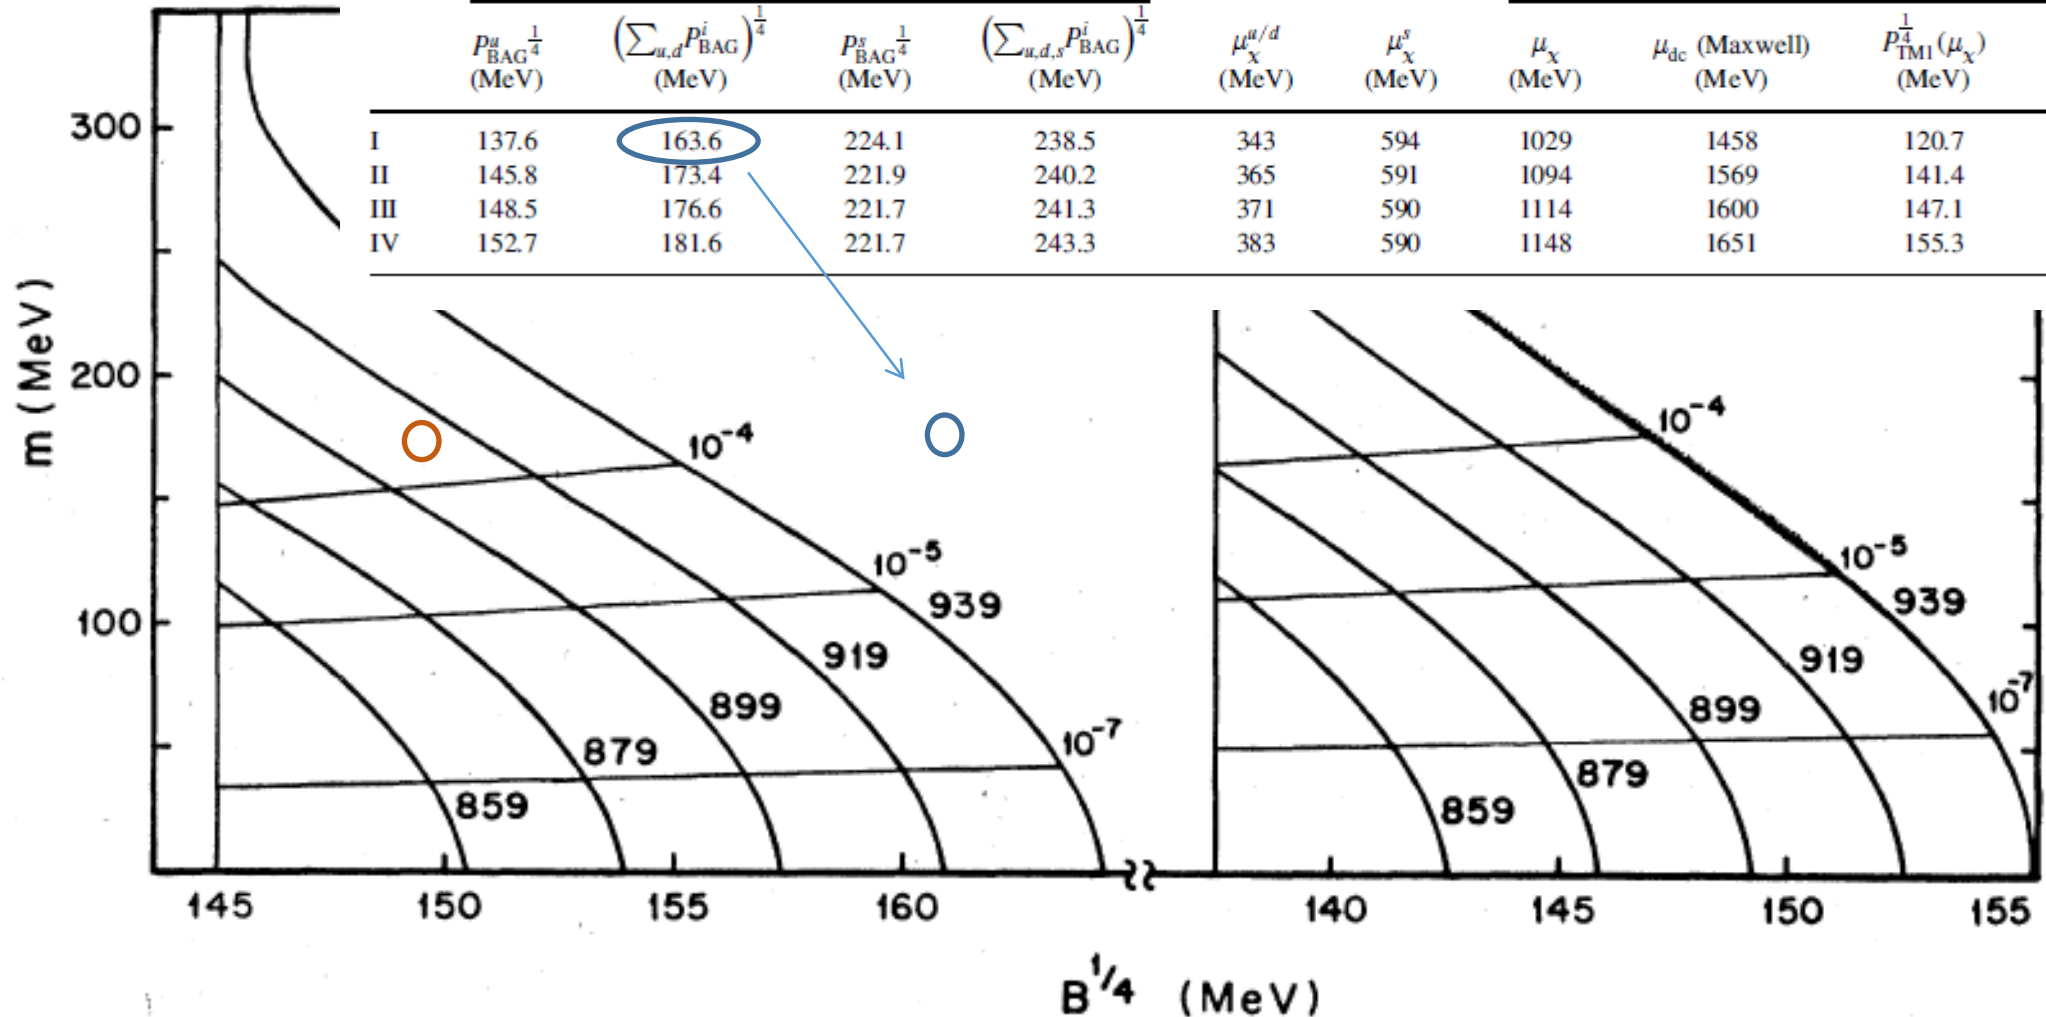 P^u_BAG^1/4 (∑_u,d P^i_BAG)^1/4 P^s_BAG^1/4 (∑_u,d,s P^i_BAG)^1/4 μ_χ^u/d μ_χ^s μ_χ μ_dc (Maxwell) P_TM1^1/4(μ_χ)
(MeV) (MeV) (MeV) (MeV) (MeV) (MeV) (MeV) (MeV) (MeV)
I 137.6 163.6 224.1 238.5 343 594 1029 1458 120.7
II 145.8 173.4 221.9 240.2 365 591 1094 1569 141.4
III 148.5 176.6 221.7 241.3 371 590 1114 1600 147.1
IV 152.7 181.6 221.7 243.3 383 590 1148 1651 155.3
m (MeV)
300
200
100
10^-4
10^-5
939
919
899
10^-7
879
859
10^-4
10^-5
939
919
10^-7
899
879
859
145 150 155 160 140 145 150 155
B^1/4 (MeV)